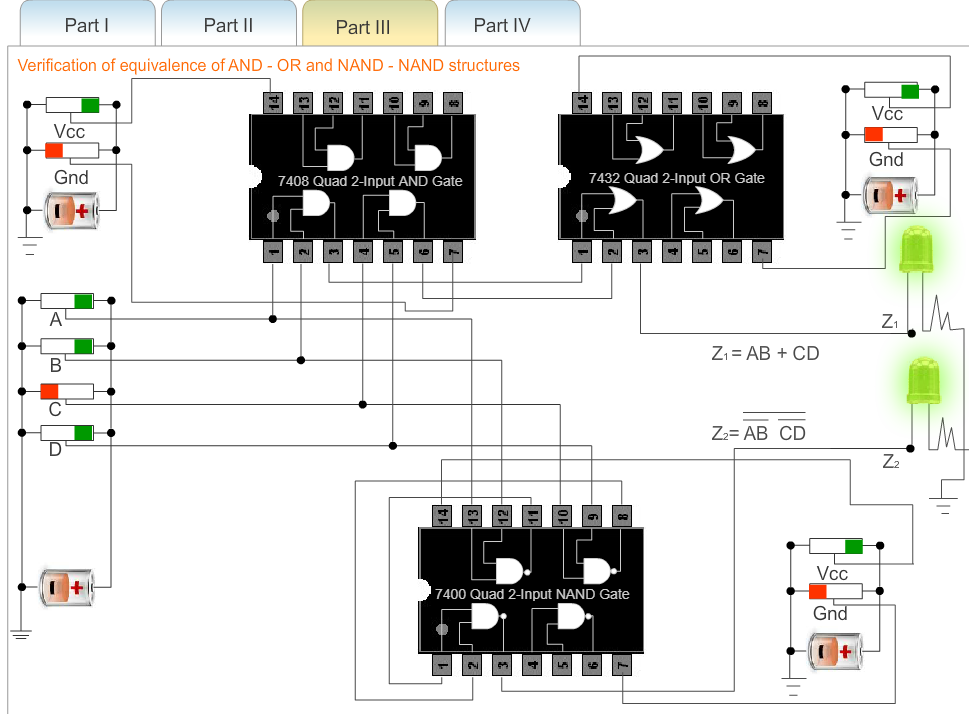 Part I Part II Part III Part IV
Verification of equivalence of AND - OR and NAND - NAND structures
14 13 12 11 10 9 8
14 13 12 11 10 9 8
Vcc
Gnd
Vcc
Gnd
7408 Quad 2-Input AND Gate
7432 Quad 2-Input OR Gate
- +
- +
1 2 3 4 5 6 7
1 2 3 4 5 6 7
A
B
C
D
Z1
Z1 = AB + CD
Z2= A̅B̅ C̅D̅
Z2
14 13 12 11 10 9 8
- +
7400 Quad 2-Input NAND Gate
Vcc
Gnd
- +
1 2 3 4 5 6 7